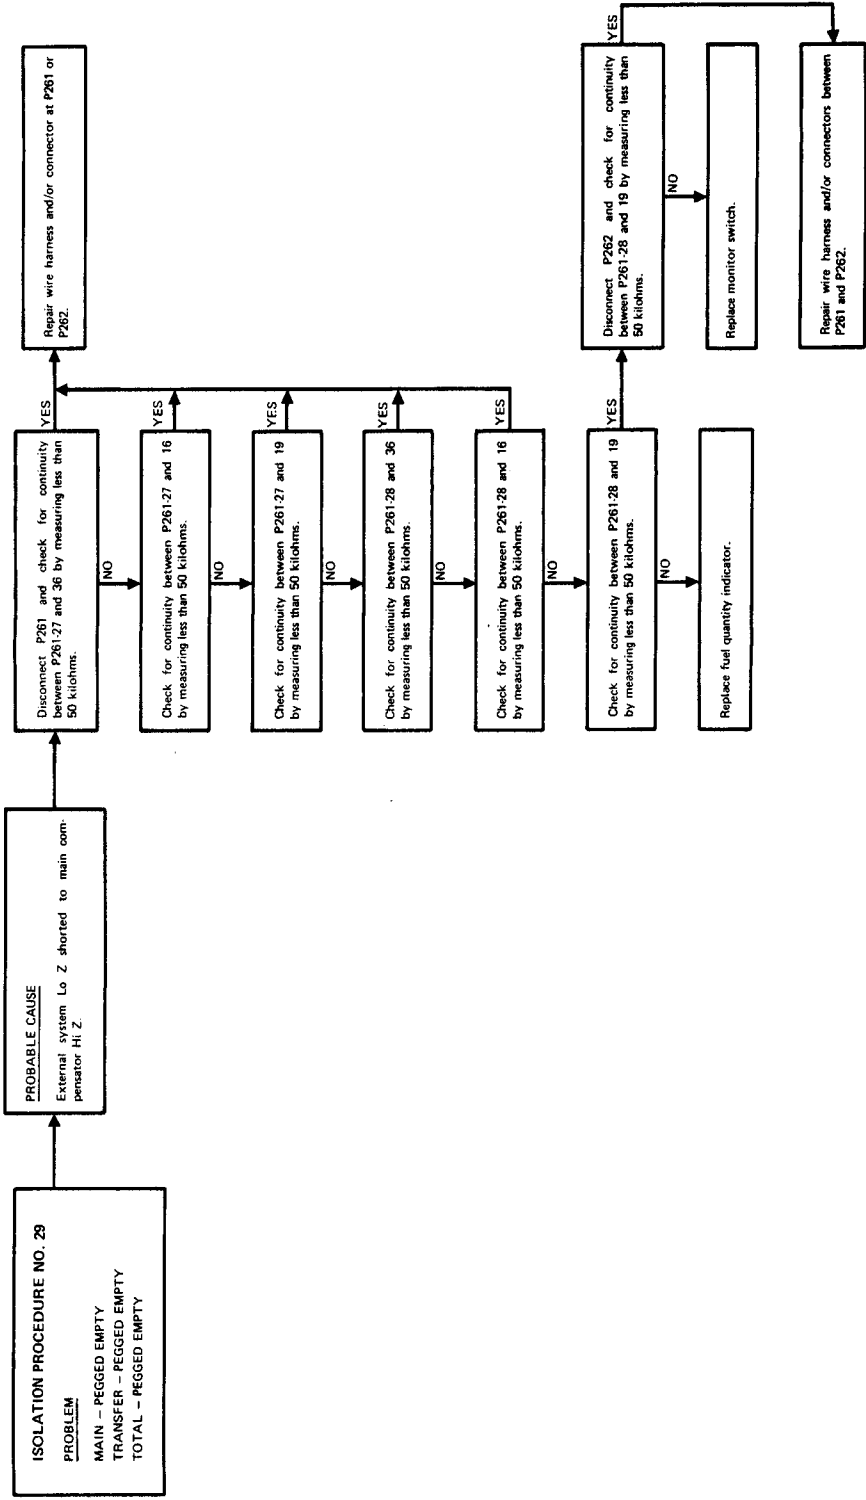 ISOLATION PROCEDURE NO. 29
PROBLEM
MAIN – PEGGED EMPTY
TRANSFER – PEGGED EMPTY
TOTAL – PEGGED EMPTY
PROBABLE CAUSE
External system Lo Z shorted to main com-
pensator Hi Z.
Disconnect P261 and check for continuity
between P261-27 and 36 by measuring less than
50 kilohms.
YES
Repair wire harness and/or connector at P261 or
P262.
NO
Check for continuity between P261-27 and 16
by measuring less than 50 kilohms.
YES
NO
Check for continuity between P261-27 and 19
by measuring less than 50 kilohms.
YES
NO
Check for continuity between P261-28 and 36
by measuring less than 50 kilohms.
YES
NO
Check for continuity between P261-28 and 16
by measuring less than 50 kilohms.
YES
NO
Check for continuity between P261-28 and 19
by measuring less than 50 kilohms.
YES
NO
Replace fuel quantity indicator.
Disconnect P262 and check for continuity
between P261-28 and 19 by measuring less than
50 kilohms.
YES
NO
Replace monitor switch.
Repair wire harness and/or connectors between
P261 and P262.